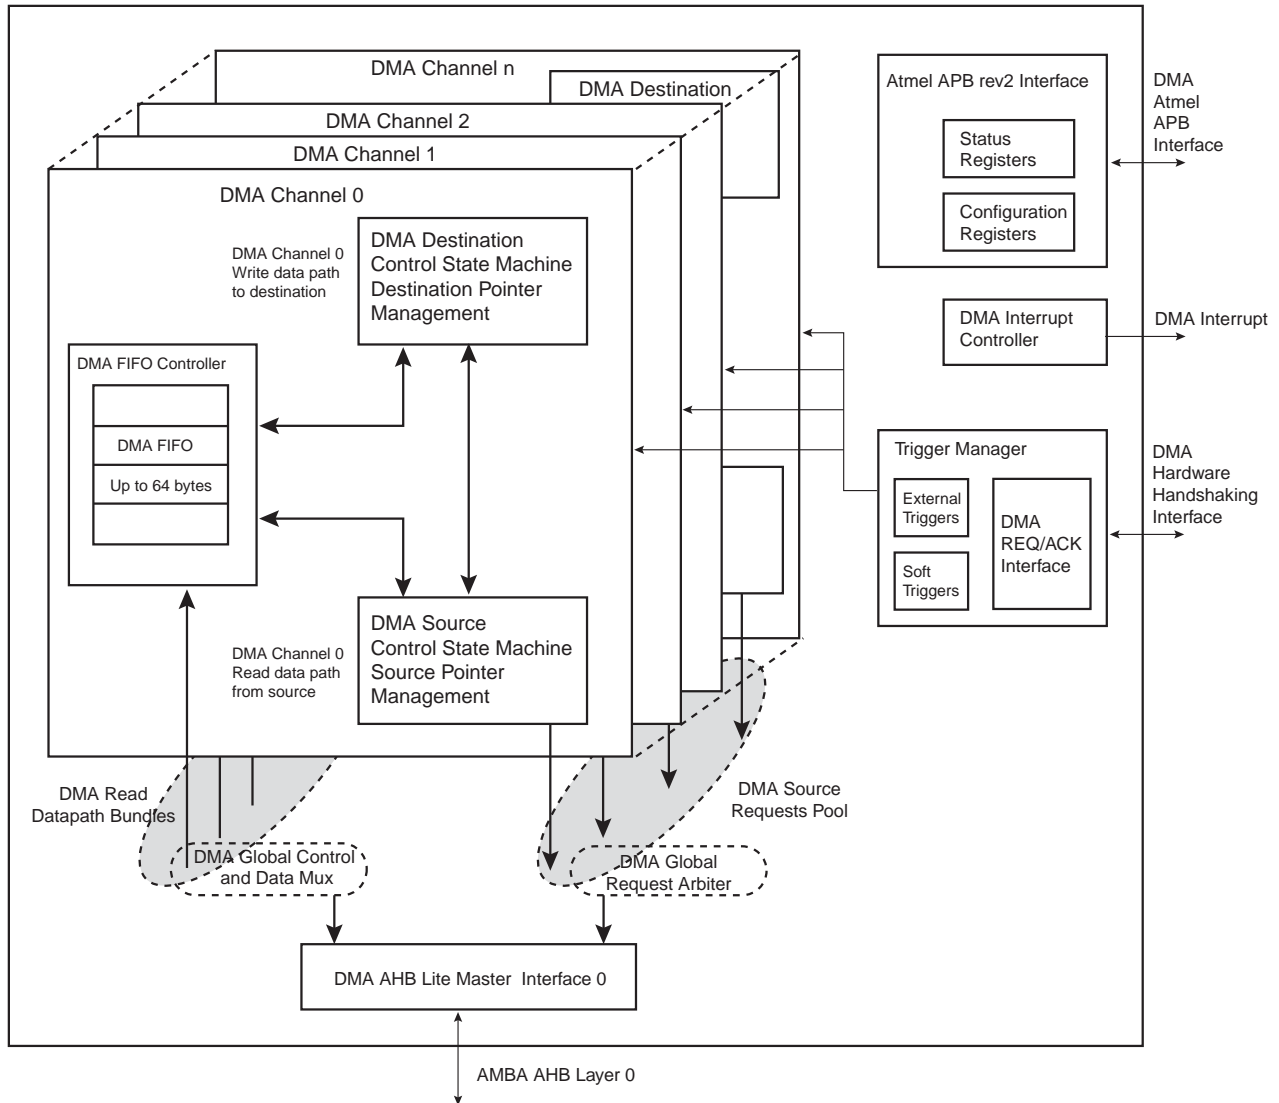 DMA Channel n
DMA Destination
DMA Channel 2
DMA Channel 1
DMA Channel 0
DMA Channel 0
Write data path
to destination
DMA Destination
Control State Machine
Destination Pointer
Management
DMA FIFO Controller
DMA FIFO
Up to 64 bytes
DMA Channel 0
Read data path
from source
DMA Source
Control State Machine
Source Pointer
Management
Atmel APB rev2 Interface
Status
Registers
Configuration
Registers
DMA
Atmel
APB
Interface
DMA Interrupt
Controller
DMA Interrupt
Trigger Manager
External
Triggers
Soft
Triggers
DMA
REQ/ACK
Interface
DMA
Hardware
Handshaking
Interface
DMA Read
Datapath Bundles
DMA Source
Requests Pool
DMA Global Control
and Data Mux
DMA Global
Request Arbiter
DMA AHB Lite Master Interface 0
AMBA AHB Layer 0